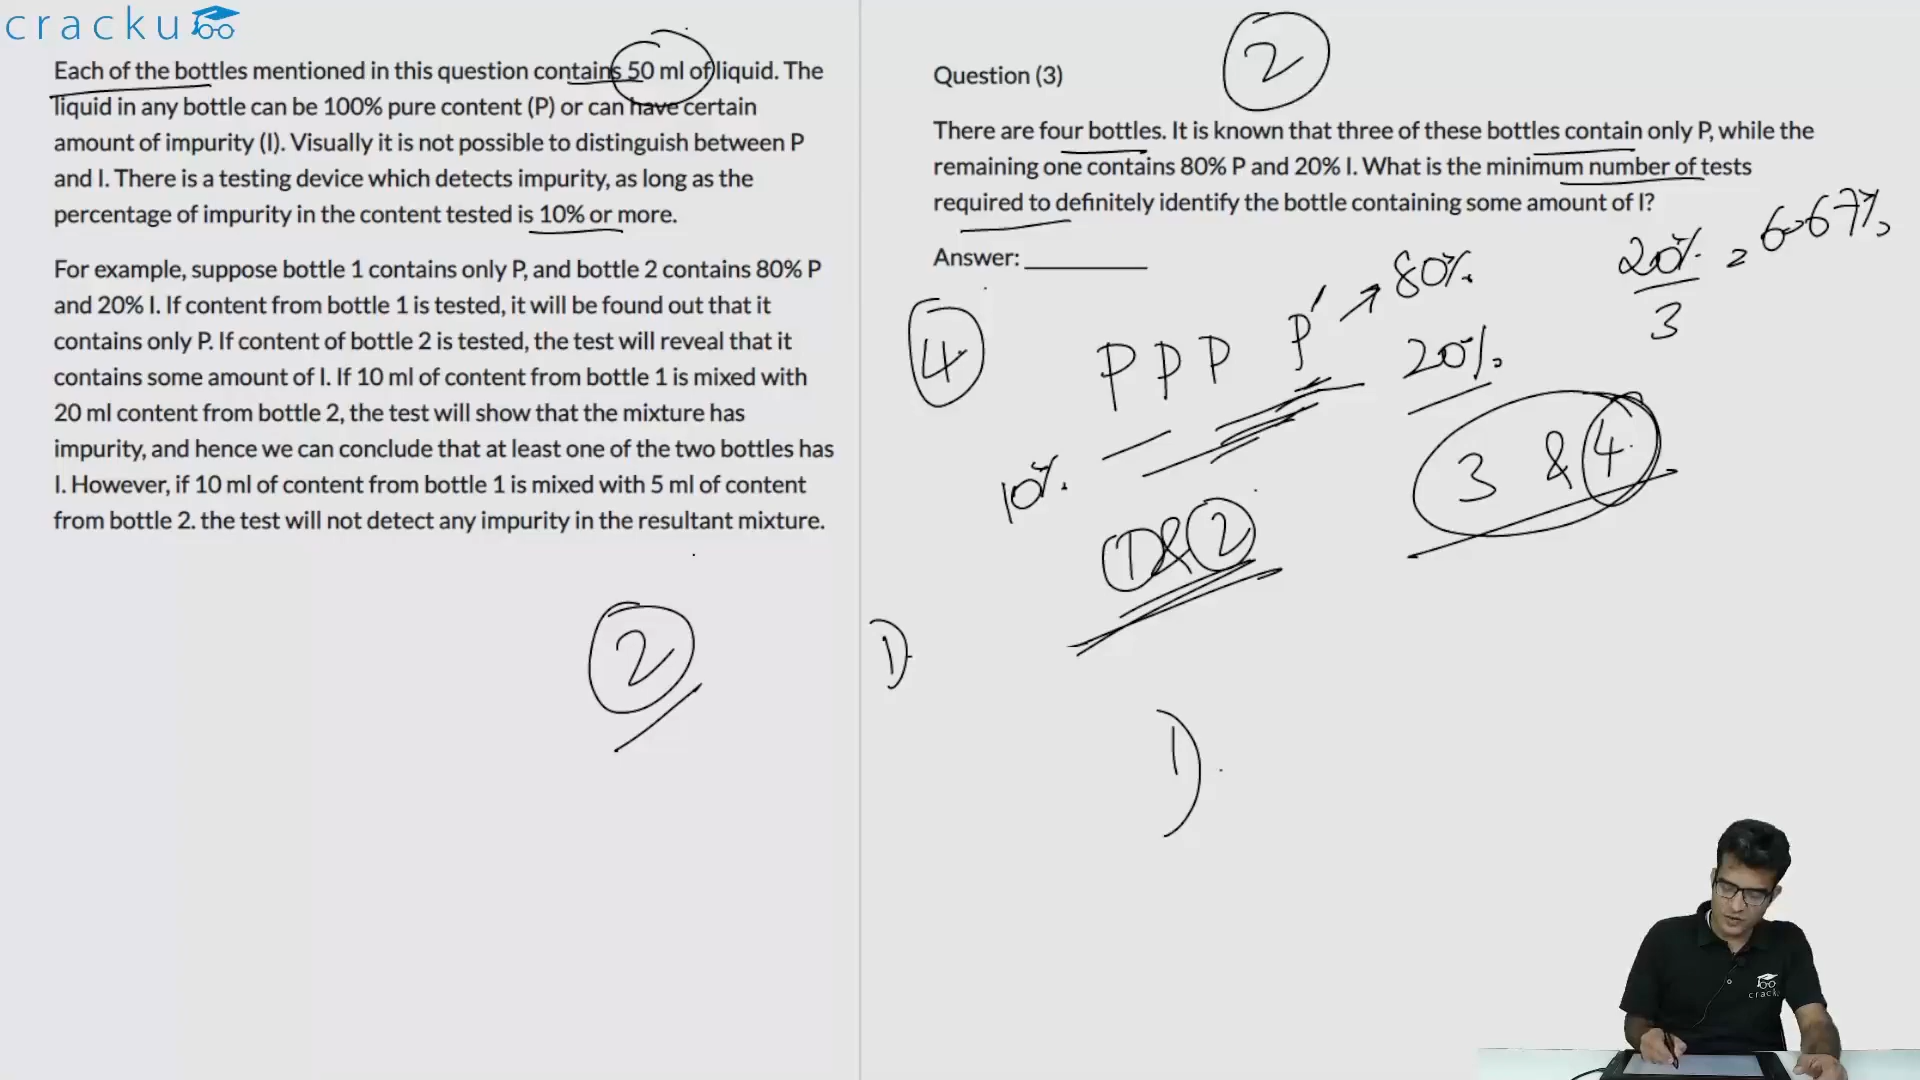 cracku
Each of the bottles mentioned in this question contains 50 ml of liquid. The
liquid in any bottle can be 100% pure content (P) or can have certain
amount of impurity (I). Visually it is not possible to distinguish between P
and I. There is a testing device which detects impurity, as long as the
percentage of impurity in the content tested is 10% or more.
For example, suppose bottle 1 contains only P, and bottle 2 contains 80% P
and 20% I. If content from bottle 1 is tested, it will be found out that it
contains only P. If content of bottle 2 is tested, the test will reveal that it
contains some amount of I. If 10 ml of content from bottle 1 is mixed with
20 ml content from bottle 2, the test will show that the mixture has
impurity, and hence we can conclude that at least one of the two bottles has
I. However, if 10 ml of content from bottle 1 is mixed with 5 ml of content
from bottle 2. the test will not detect any impurity in the resultant mixture.
2
2
Question (3)
There are four bottles. It is known that three of these bottles contain only P, while the
remaining one contains 80% P and 20% I. What is the minimum number of tests
required to definitely identify the bottle containing some amount of I?
Answer: ___________
4
P P P P' → 80%.
20%.
20%. = 6.67%
3
10%.
1 & 2
3 & 4
1)
1)
cracku